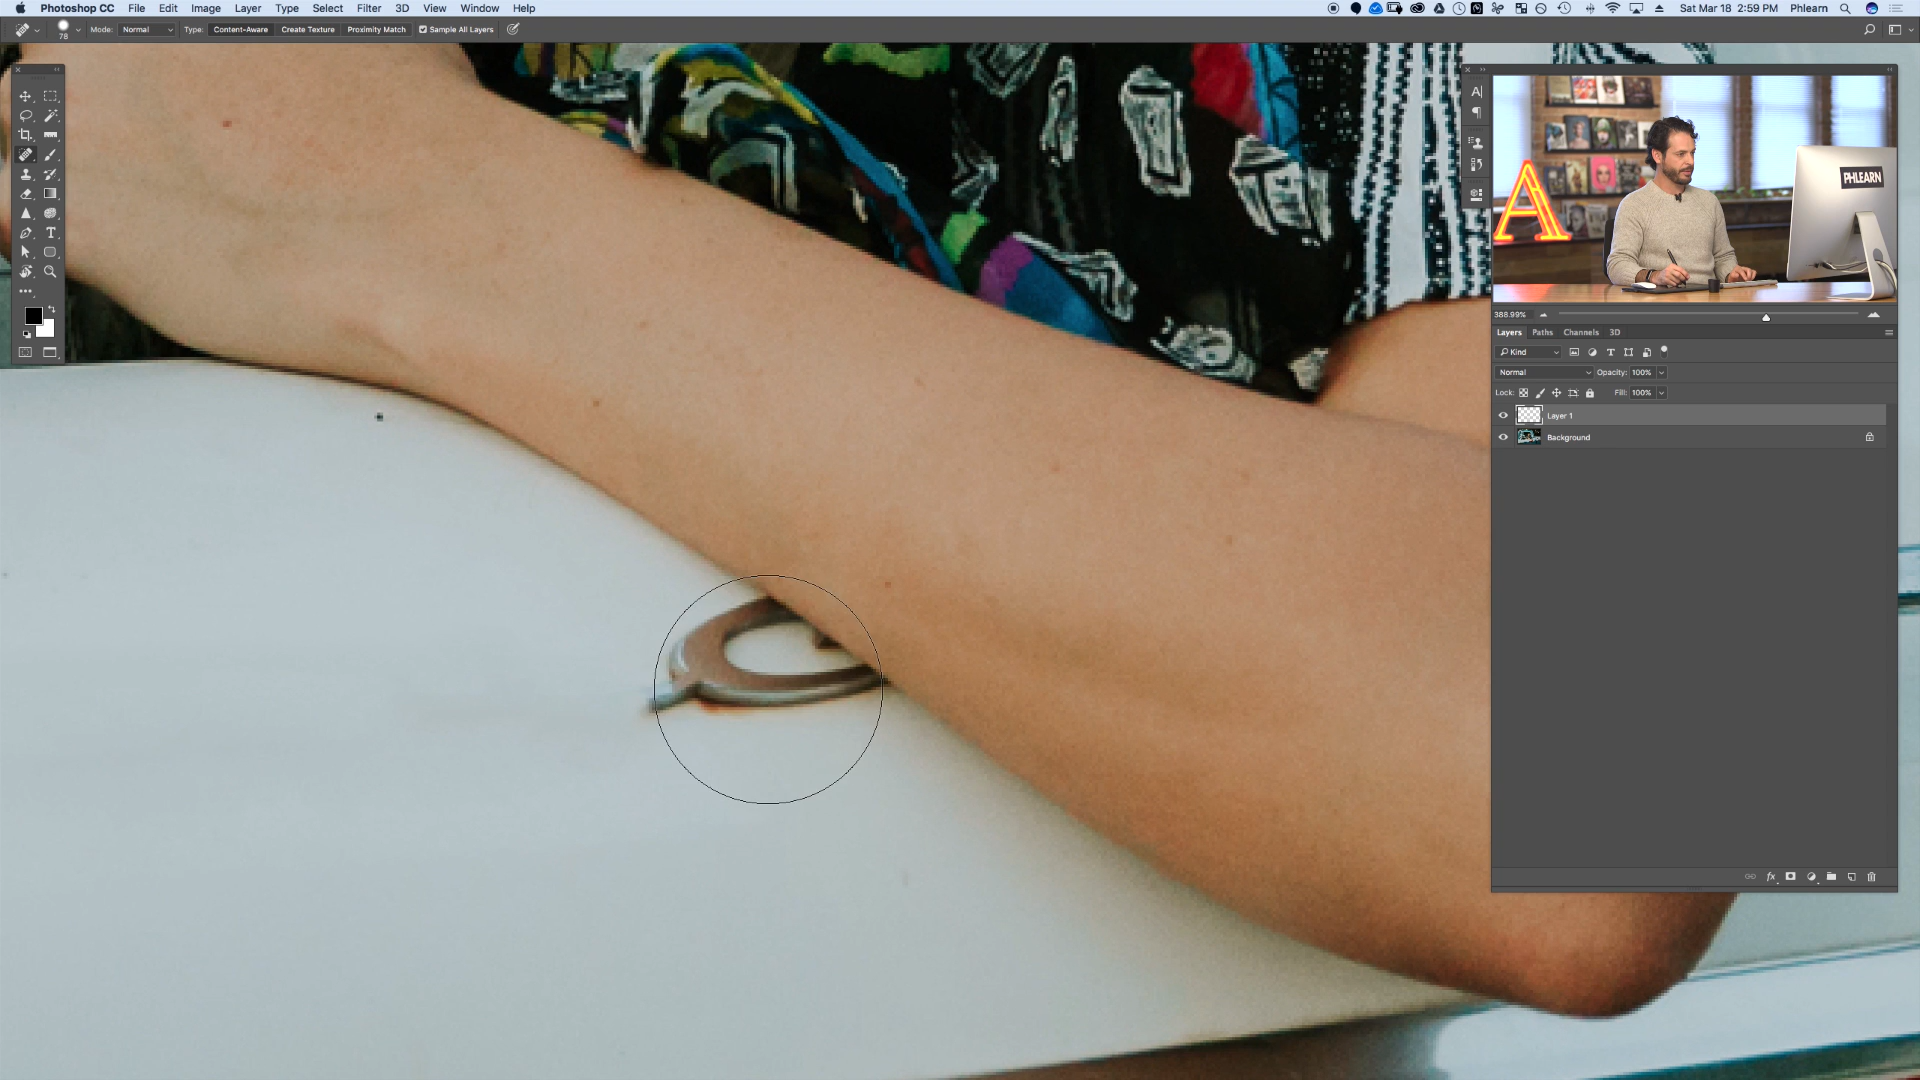 Photoshop CC File Edit Image Layer Type Select Filter 3D View Window Help Sat Mar 18 2:59 PM Phlearn
78 Mode: Normal Type: Content-Aware Create Texture Proximity Match Sample All Layers
A
PHLEARN
388.99%
Layers Paths Channels 3D
Kind
Normal Opacity: 100%
Lock: Fill: 100%
Layer 1
Background
fx